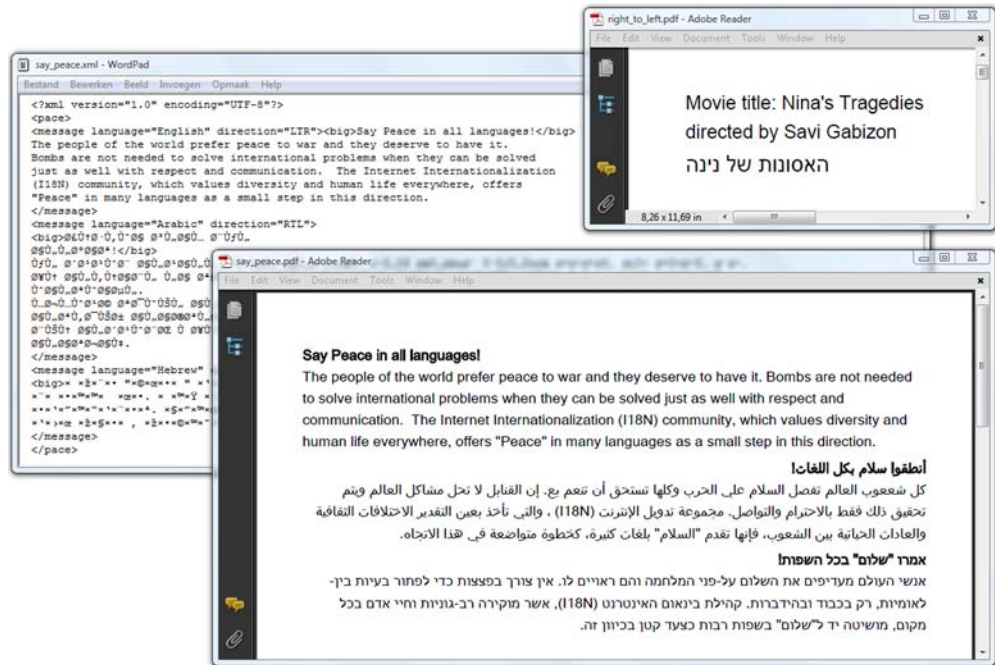 say_peace.xml - WordPad
Bestand Bewerken Beeld Invoegen Opmaak Help
<?xml version="1.0" encoding="UTF-8"?>
<pace>
<message language="English" direction="LTR"><big>Say Peace in all languages!</big>
The people of the world prefer peace to war and they deserve to have it.
Bombs are not needed to solve international problems when they can be solved
just as well with respect and communication.  The Internet Internationalization
(I18N) community, which values diversity and human life everywhere, offers
"Peace" in many languages as a small step in this direction.
</message>
<message language="Arabic" direction="RTL">
<big>
</big>
</message>
<message language="Hebrew"
<big>
</message>
</pace>
right_to_left.pdf - Adobe Reader
File Edit View Document Tools Window Help
Movie title: Nina's Tragedies
directed by Savi Gabizon
האסונות של נינה
8,26 x 11,69 in
say_peace.pdf - Adobe Reader
File Edit View Document Tools Window Help
Say Peace in all languages!
The people of the world prefer peace to war and they deserve to have it. Bombs are not needed
to solve international problems when they can be solved just as well with respect and
communication.  The Internet Internationalization (I18N) community, which values diversity and
human life everywhere, offers "Peace" in many languages as a small step in this direction.
أنطقوا سلام بكل اللغات!
كل شععوب العالم تفضل السلام علي الحرب وكلها تستحق أن تنعم بع. إن القنابل لا تحل مشاكل العالم ويتم
تحقيق ذلك فقط بالاحترام والتواصل. مجموعة تدويل الإنترنت (I18N) ، والتي تأخذ بعين التقدير الاختلافات الثقافية
والعادات الحياتية بين الشعوب، فإنها تقدم "السلام" بلغات كثيرة، كخطوة متواضعة في هذا الاتجاه.
אמרו "שלום" בכל השפות!
אנשי העולם מעדיפים את השלום על-פני המלחמה והם ראויים לו. אין צורך בפצצות כדי לפתור בעיות בין-
לאומיות, רק בכבוד ובהידברות. קהילת בינאום האינטרנט (I18N), אשר מוקירה רב-גוניות וחיי אדם בכל
מקום, מושיטה יד ל"שלום" בשפות רבות כצעד קטן בכיוון זה.